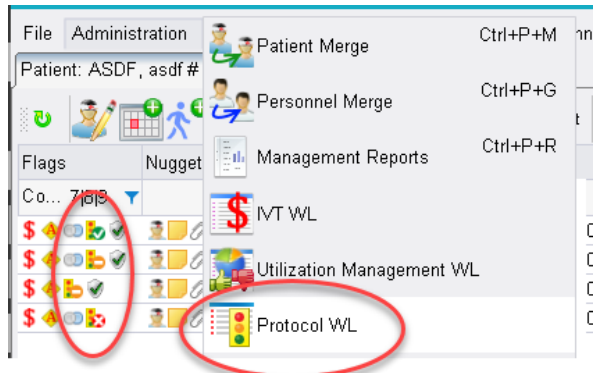 File Administration
Patient: ASDF, asdf #
Flags Nugget
Co... 7|8|9
Patient Merge Ctrl+P+M
Personnel Merge Ctrl+P+G
Management Reports Ctrl+P+R
IVT WL
Utilization Management WL
Protocol WL